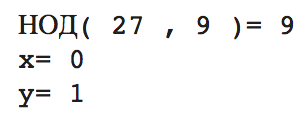 НОД( 27 , 9 )= 9
x= 0
y= 1